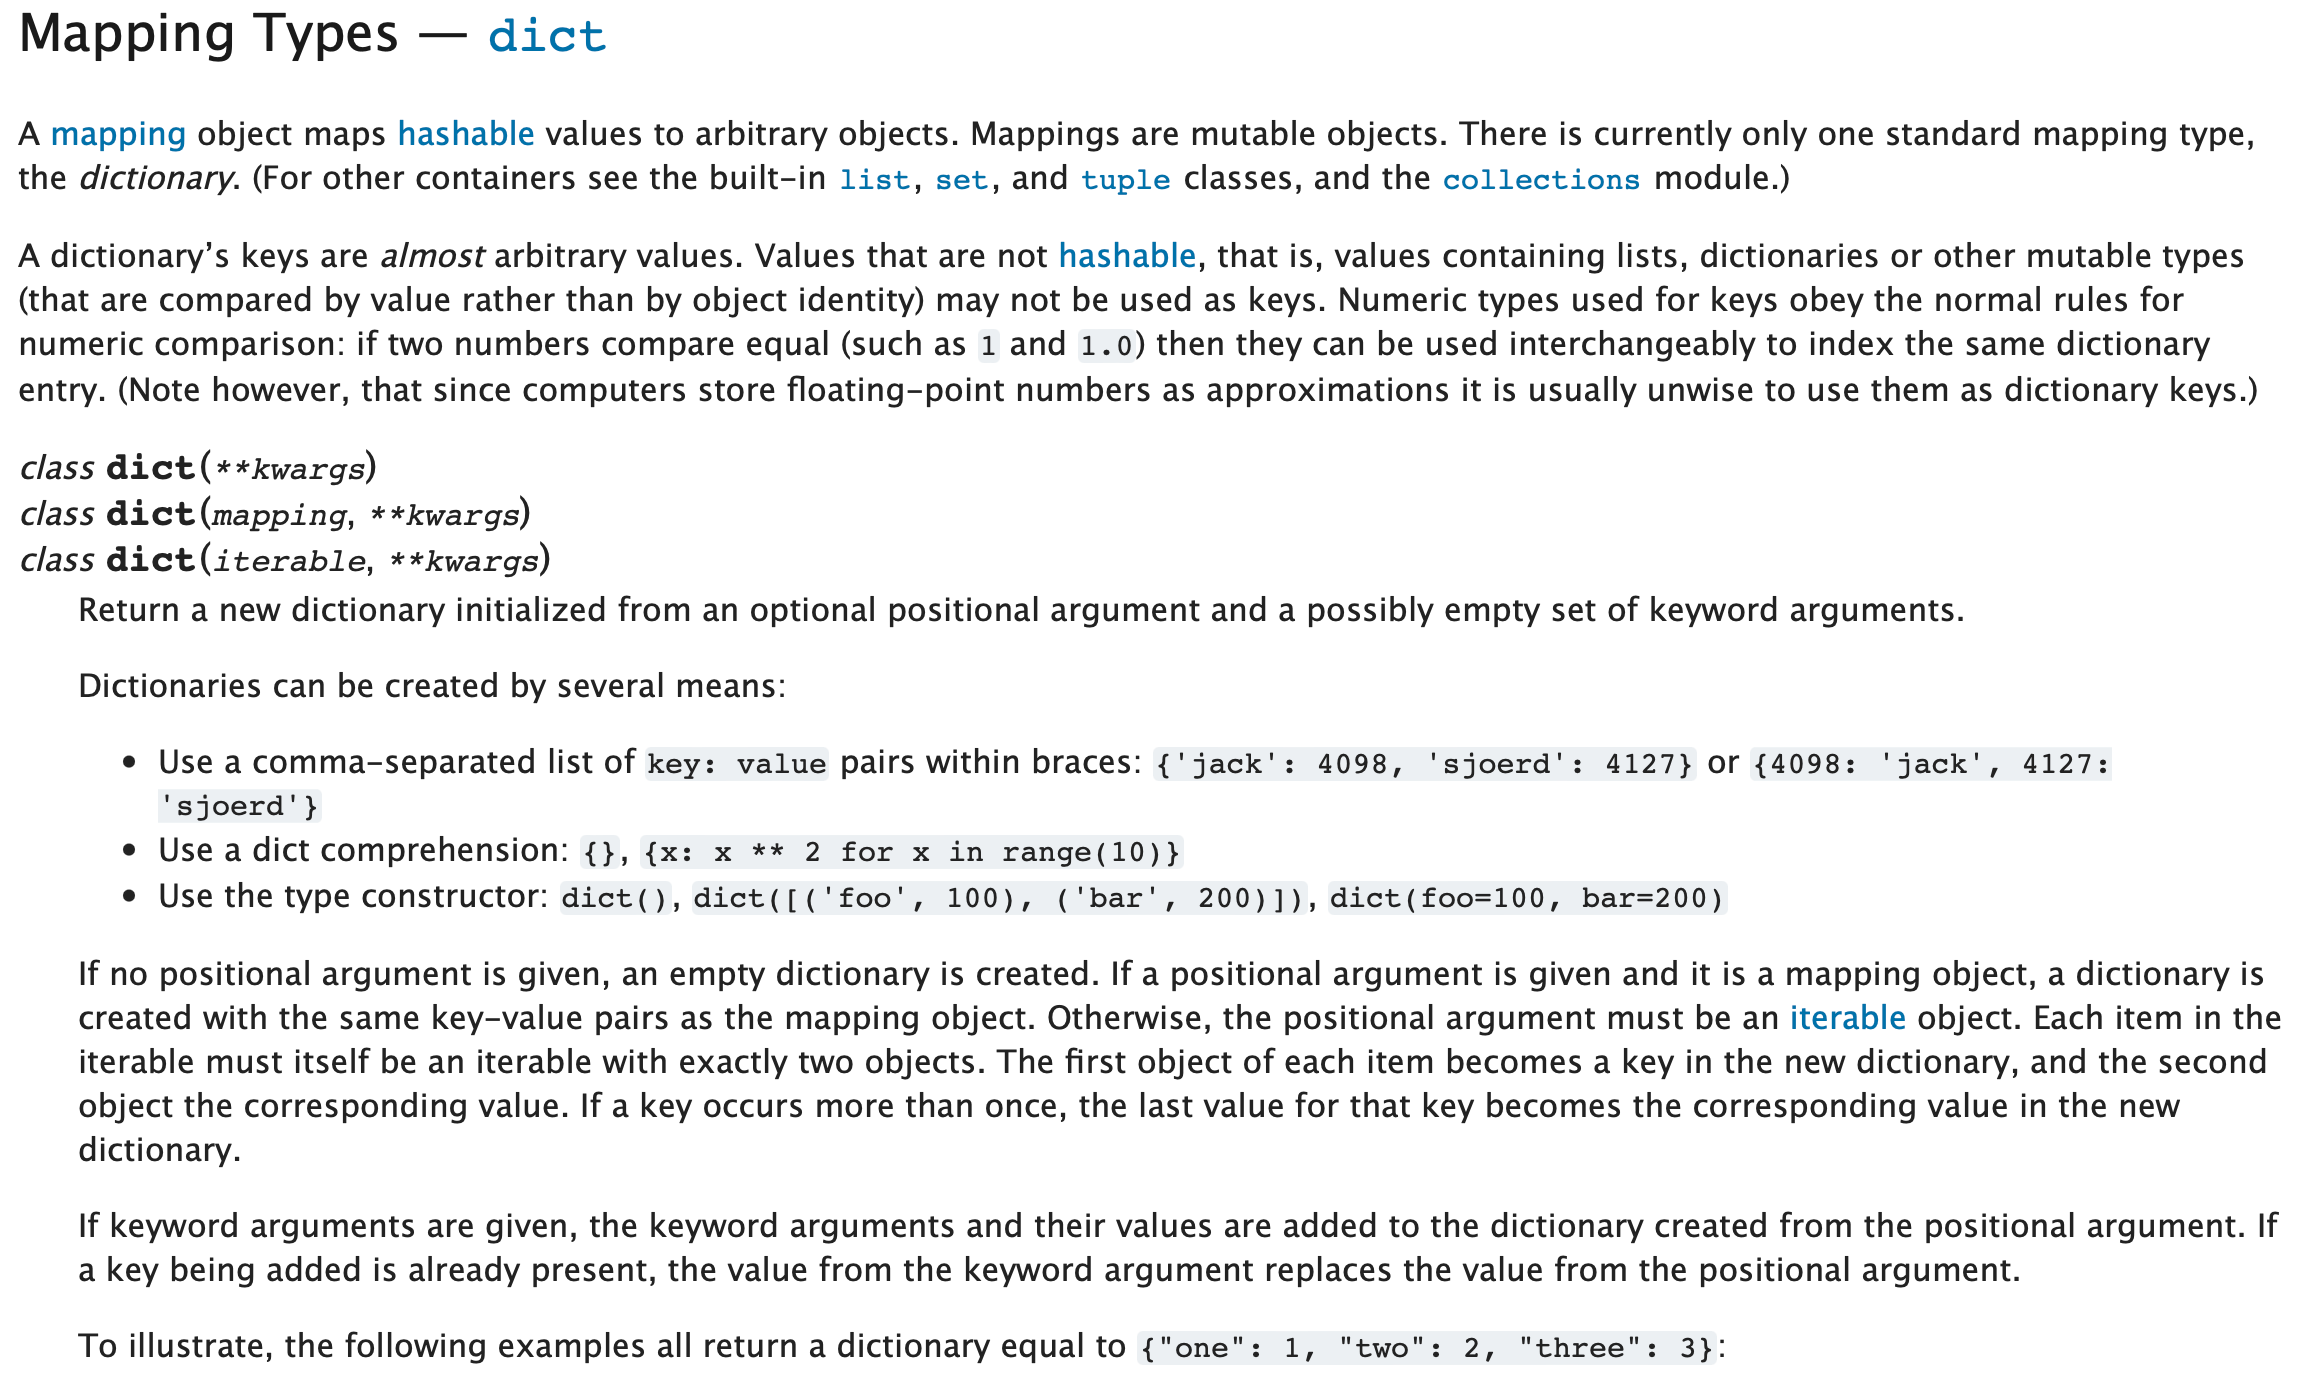 Mapping Types — dict
A mapping object maps hashable values to arbitrary objects. Mappings are mutable objects. There is currently only one standard mapping type,
the dictionary. (For other containers see the built-in list, set, and tuple classes, and the collections module.)
A dictionary’s keys are almost arbitrary values. Values that are not hashable, that is, values containing lists, dictionaries or other mutable types
(that are compared by value rather than by object identity) may not be used as keys. Numeric types used for keys obey the normal rules for
numeric comparison: if two numbers compare equal (such as 1 and 1.0) then they can be used interchangeably to index the same dictionary
entry. (Note however, that since computers store floating-point numbers as approximations it is usually unwise to use them as dictionary keys.)
class dict(**kwargs)
class dict(mapping, **kwargs)
class dict(iterable, **kwargs)
Return a new dictionary initialized from an optional positional argument and a possibly empty set of keyword arguments.
Dictionaries can be created by several means:
• Use a comma-separated list of key: value pairs within braces: {'jack': 4098, 'sjoerd': 4127} or {4098: 'jack', 4127:
'sjoerd'}
• Use a dict comprehension: {}, {x: x ** 2 for x in range(10)}
• Use the type constructor: dict(), dict([('foo', 100), ('bar', 200)]), dict(foo=100, bar=200)
If no positional argument is given, an empty dictionary is created. If a positional argument is given and it is a mapping object, a dictionary is
created with the same key-value pairs as the mapping object. Otherwise, the positional argument must be an iterable object. Each item in the
iterable must itself be an iterable with exactly two objects. The first object of each item becomes a key in the new dictionary, and the second
object the corresponding value. If a key occurs more than once, the last value for that key becomes the corresponding value in the new
dictionary.
If keyword arguments are given, the keyword arguments and their values are added to the dictionary created from the positional argument. If
a key being added is already present, the value from the keyword argument replaces the value from the positional argument.
To illustrate, the following examples all return a dictionary equal to {"one": 1, "two": 2, "three": 3}: